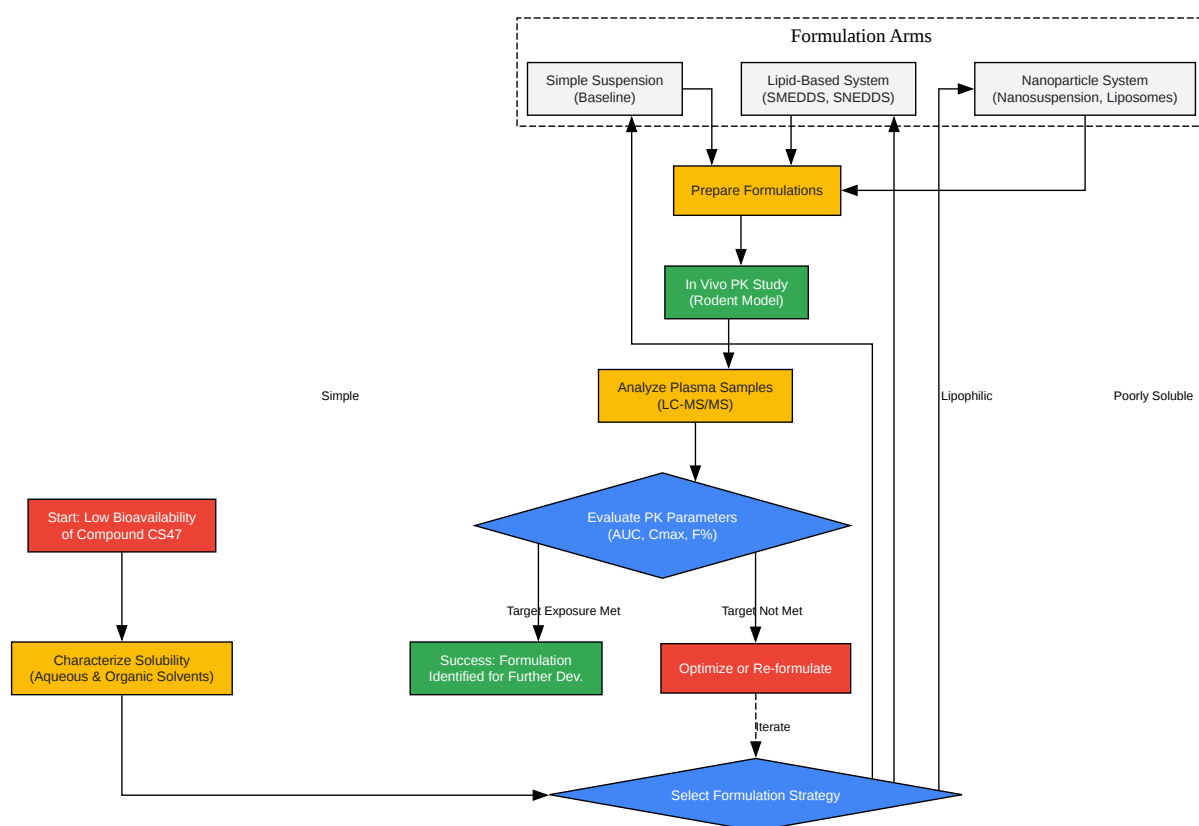 Formulation Arms
Simple Suspension
(Baseline)
Lipid-Based System
(SMEDDS, SNEDDS)
Nanoparticle System
(Nanosuspension, Liposomes)
Prepare Formulations
In Vivo PK Study
(Rodent Model)
Analyze Plasma Samples
(LC-MS/MS)
Simple
Lipophilic
Poorly Soluble
Evaluate PK Parameters
(AUC, Cmax, F%)
Start: Low Bioavailability
of Compound CS47
Target Exposure Met
Target Not Met
Characterize Solubility
(Aqueous & Organic Solvents)
Success: Formulation
Identified for Further Dev.
Optimize or Re-formulate
Iterate
Select Formulation Strategy